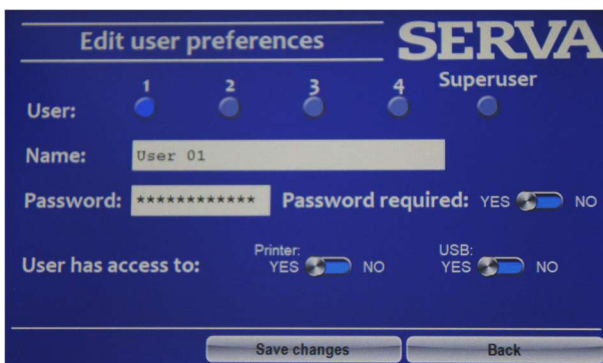 Edit user preferences SERVA
1 2 3 4 Superuser
User:
Name: User 01
Password: ************ Password required: YES NO
Printer: USB:
User has access to: YES NO YES NO
Save changes Back